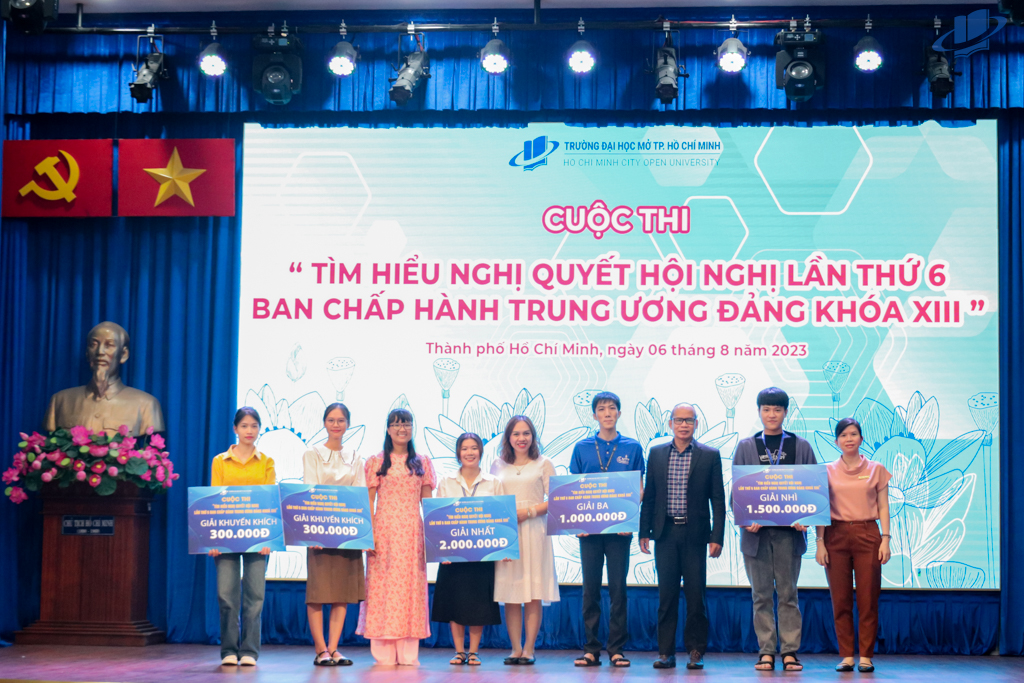 TRƯỜNG ĐẠI HỌC MỞ TP. HỒ CHÍ MINH
HO CHI MINH CITY OPEN UNIVERSITY
CUỘC THI
“ TÌM HIỂU NGHỊ QUYẾT HỘI NGHỊ LẦN THỨ 6
BAN CHẤP HÀNH TRUNG ƯƠNG ĐẢNG KHÓA XIII ”
Thành phố Hồ Chí Minh, ngày 06 tháng 8 năm 2023
CHỦ TỊCH HỒ CHÍ MINH
CUỘC THI
GIẢI KHUYẾN KHÍCH
300.000Đ
CUỘC THI
GIẢI KHUYẾN KHÍCH
300.000Đ
CUỘC THI
GIẢI NHẤT
2.000.000Đ
CUỘC THI
GIẢI BA
1.000.000Đ
CUỘC THI
GIẢI NHÌ
1.500.000Đ